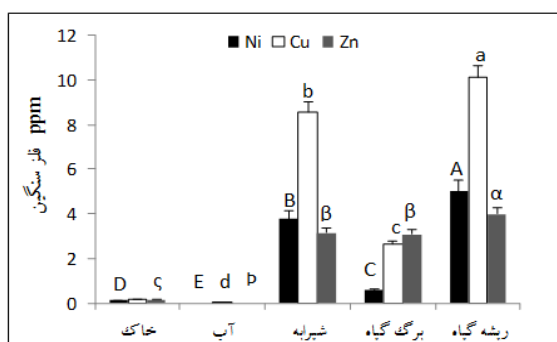 12
Ni Cu Zn
a
10
b
8
فلز سنگین ppm
6
A
B
α
4
β
β
c
2
C
D ς E d Þ
0
خاک آب شیرابه برگ گیاه ریشه گیاه